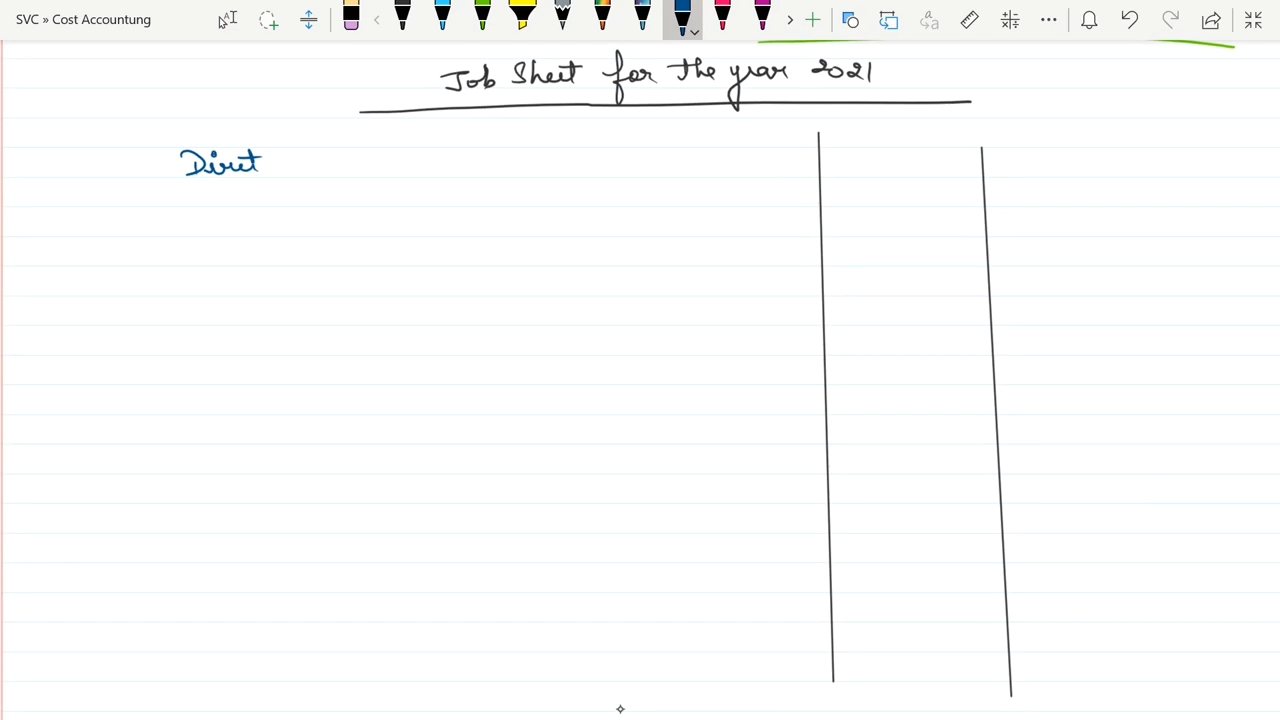 SVC » Cost Accountung
Job Sheet for the year 2021
Direct